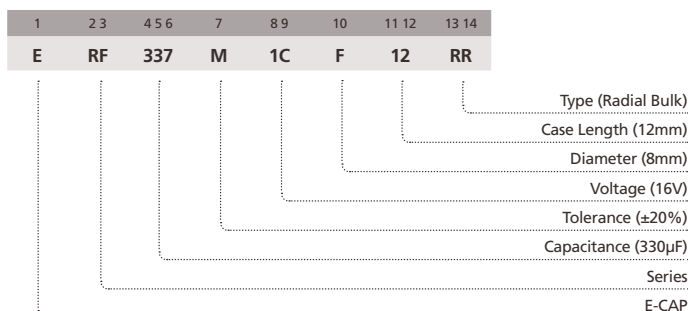 1 2 3 4 5 6 7 8 9 10 11 12 13 14
E RF 337 M 1C F 12 RR
Type (Radial Bulk)
Case Length (12mm)
Diameter (8mm)
Voltage (16V)
Tolerance (±20%)
Capacitance (330µF)
Series
E-CAP